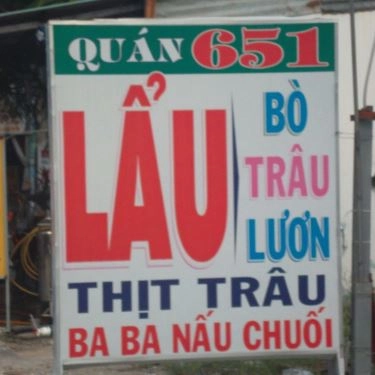 QUÁN 651
LẨU
BÒ
TRÂU
LƯƠN
THỊT TRÂU
BA BA NẤU CHUỐI